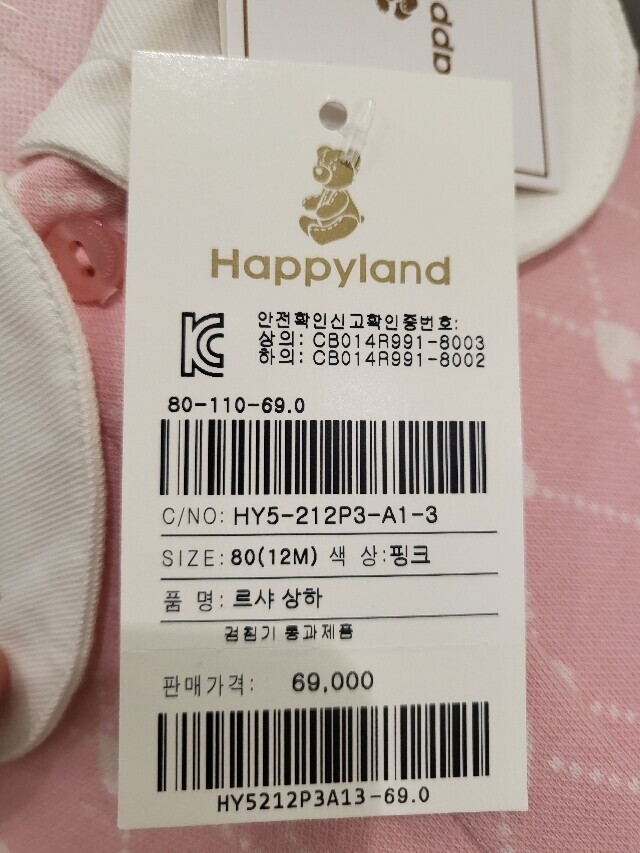 ppa
Happyland
안전확인신고확인증번호:
상의: CB014R991-8003
하의: CB014R991-8002
80-110-69.0
C/NO: HY5-212P3-A1-3
SIZE: 80(12M) 색 상:핑크
품 명: 르샤 상하
검침기 통과제품
판매가격: 69,000
HY5212P3A13-69.0